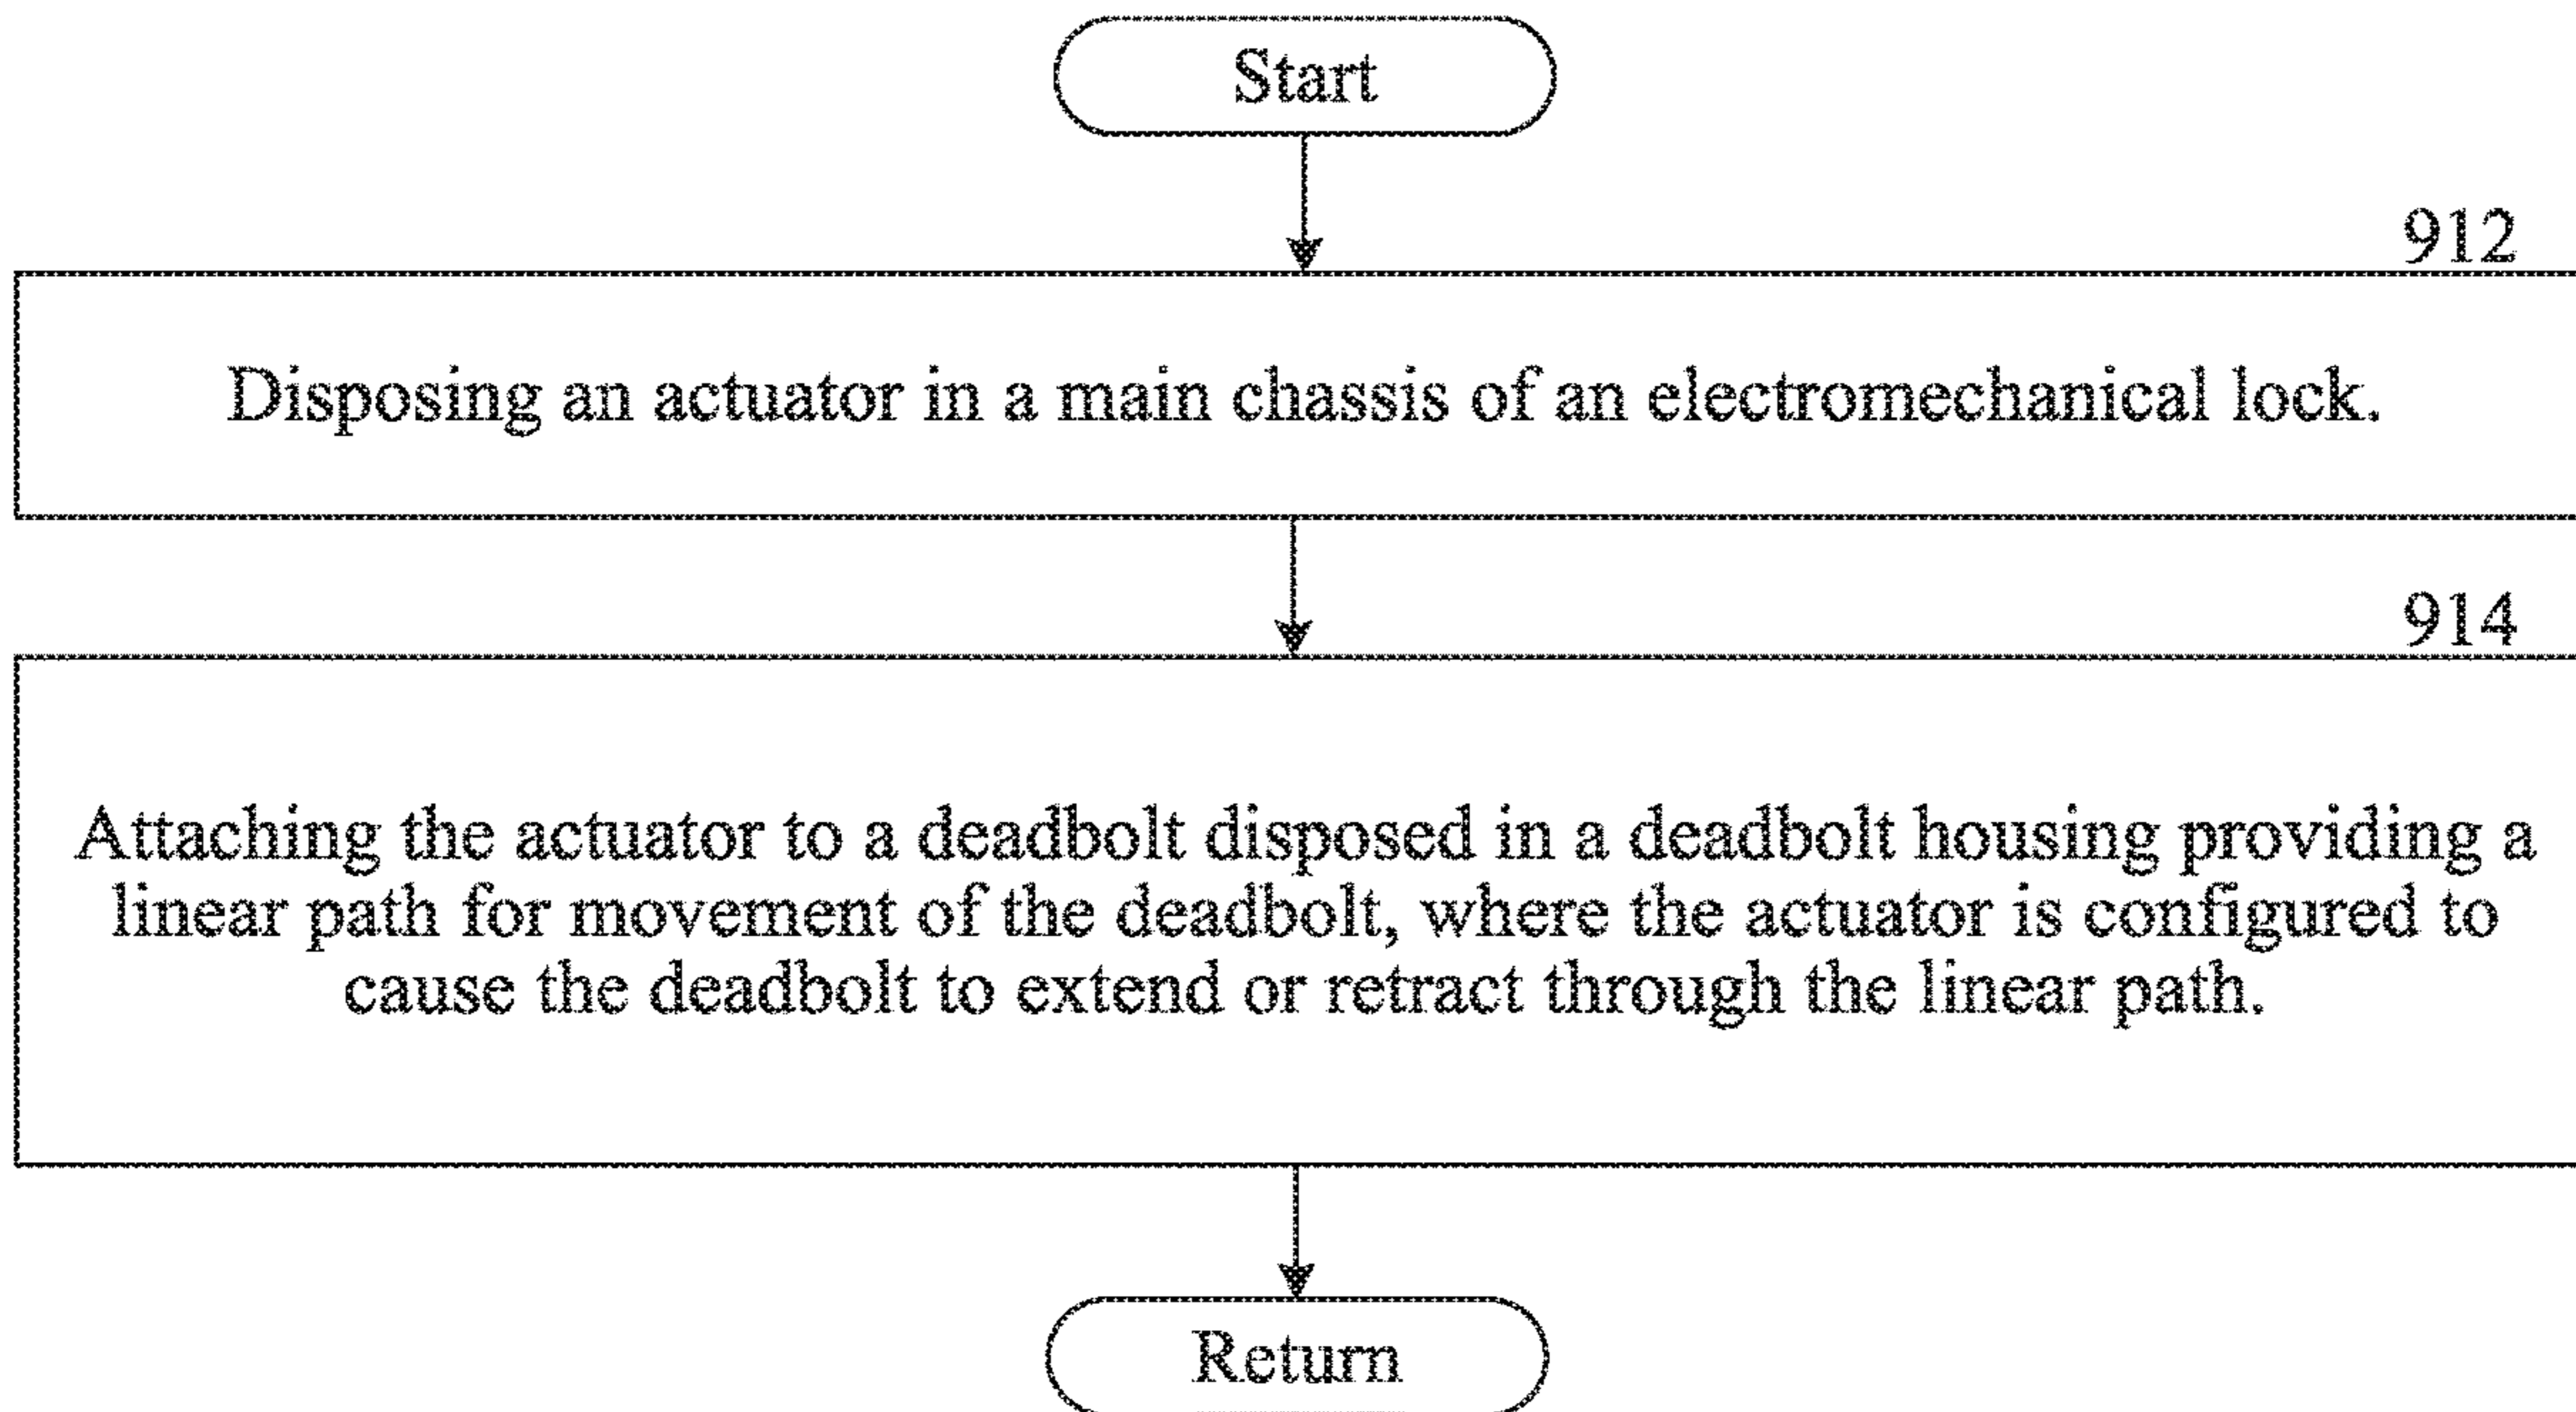 Start
912
Disposing an actuator in a main chassis of an electromechanical lock.
914
Attaching the actuator to a deadbolt disposed in a deadbolt housing providing a
linear path for movement of the deadbolt, where the actuator is configured to
cause the deadbolt to extend or retract through the linear path.
Return